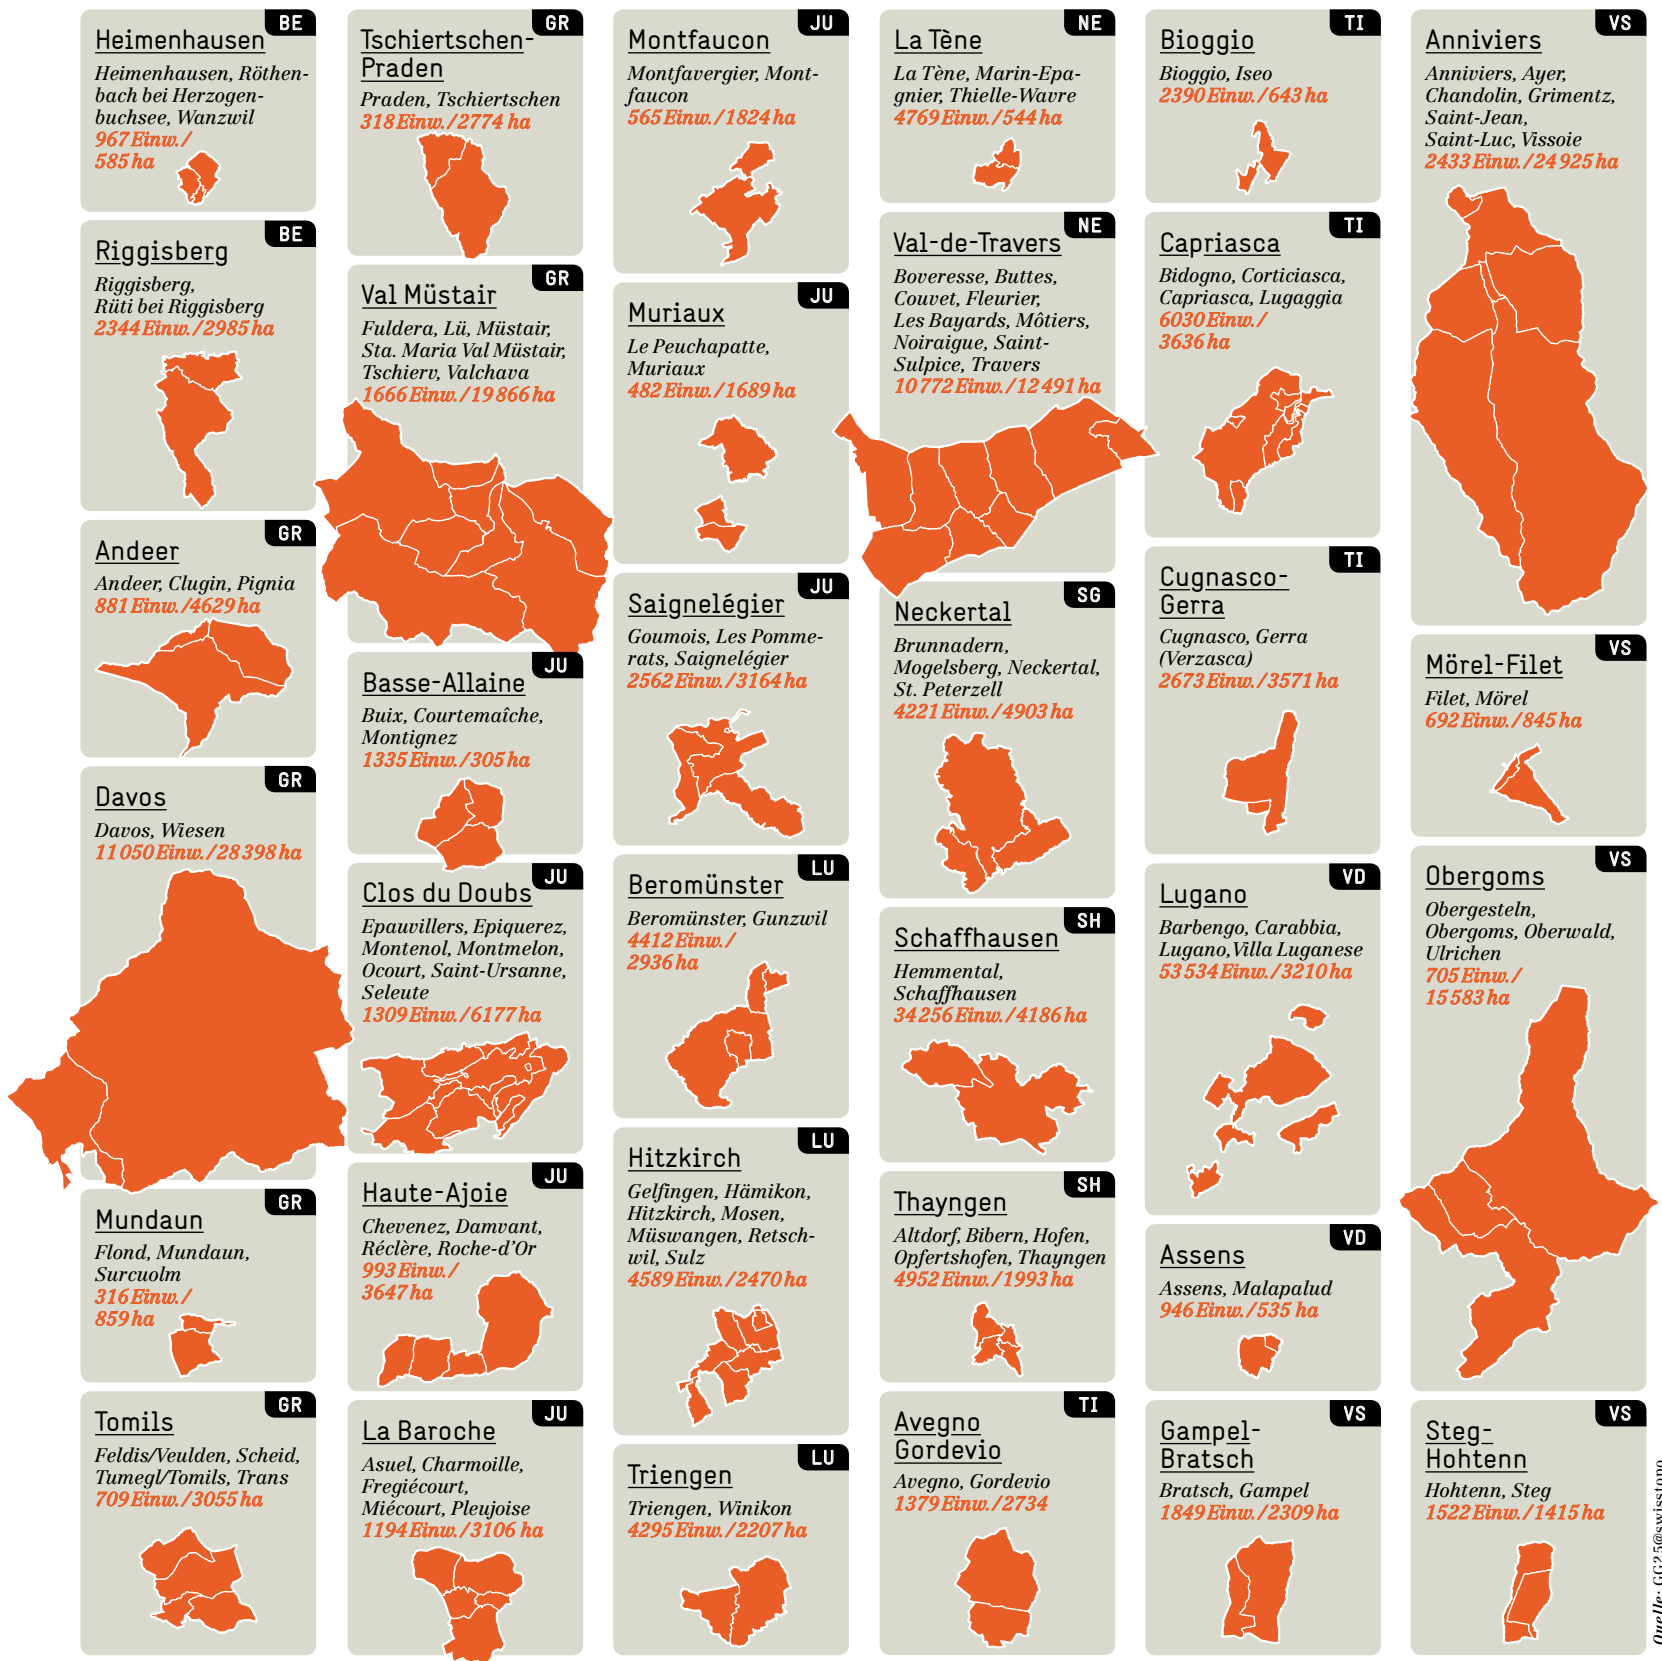 BE
Heimenhausen
Heimenhausen, Röthen-
bach bei Herzogen-
buchsee, Wanzwil
967 Einw./
585 ha
BE
Riggisberg
Riggisberg,
Rüti bei Riggisberg
2344 Einw./2985 ha
GR
Andeer
Andeer, Clugin, Pignia
881 Einw./4629 ha
GR
Davos
Davos, Wiesen
11 050 Einw./28 398 ha
GR
Mundaun
Flond, Mundaun,
Surcuolm
316 Einw./
859 ha
GR
Tomils
Feldis/Veulden, Scheid,
Tumegl/Tomils, Trans
709 Einw./3055 ha
GR
Tschiertschen-
Praden
Praden, Tschiertschen
318 Einw./2774 ha
GR
Val Müstair
Fuldera, Lü, Müstair,
Sta. Maria Val Müstair,
Tschierv, Valchava
1666 Einw./19 866 ha
JU
Basse-Allaine
Buix, Courtemaîche,
Montignez
1335 Einw./305 ha
JU
Clos du Doubs
Epauvillers, Epiquerez,
Montenol, Montmelon,
Ocourt, Saint-Ursanne,
Seleute
1309 Einw./6177 ha
JU
Haute-Ajoie
Chevenez, Damvant,
Réclère, Roche-d'Or
993 Einw./
3647 ha
JU
La Baroche
Asuel, Charmoille,
Fregiécourt,
Miécourt, Pleujoise
1194 Einw./3106 ha
JU
Montfaucon
Montfavergier, Mont-
faucon
565 Einw./1824 ha
JU
Muriaux
Le Peuchapatte,
Muriaux
482 Einw./1689 ha
JU
Saignelégier
Goumois, Les Pomme-
rats, Saignelégier
2562 Einw./3164 ha
LU
Beromünster
Beromünster, Gunzwil
4412 Einw./
2936 ha
LU
Hitzkirch
Gelfingen, Hämikon,
Hitzkirch, Mosen,
Müswangen, Retsch-
wil, Sulz
4589 Einw./2470 ha
LU
Triengen
Triengen, Winikon
4295 Einw./2207 ha
NE
La Tène
La Tène, Marin-Epa-
gnier, Thielle-Wavre
4769 Einw./544 ha
NE
Val-de-Travers
Boveresse, Buttes,
Couvet, Fleurier,
Les Bayards, Môtiers,
Noiraigue, Saint-
Sulpice, Travers
10 772 Einw./12 491 ha
SG
Neckertal
Brunnadern,
Mogelsberg, Neckertal,
St. Peterzell
4221 Einw./4903 ha
SH
Schaffhausen
Hemmental,
Schaffhausen
34 256 Einw./4186 ha
SH
Thayngen
Altdorf, Bibern, Hofen,
Opfertshofen, Thayngen
4952 Einw./1993 ha
TI
Avegno
Gordevio
Avegno, Gordevio
1379 Einw./2734
TI
Bioggio
Bioggio, Iseo
2390 Einw./643 ha
TI
Capriasca
Bidogno, Corticiasca,
Capriasca, Lugaggia
6030 Einw./
3636 ha
TI
Cugnasco-
Gerra
Cugnasco, Gerra
(Verzasca)
2673 Einw./3571 ha
VD
Lugano
Barbengo, Carabbia,
Lugano, Villa Luganese
53 534 Einw./3210 ha
VD
Assens
Assens, Malapalud
946 Einw./535 ha
VS
Gampel-
Bratsch
Bratsch, Gampel
1849 Einw./2309 ha
VS
Anniviers
Anniviers, Ayer,
Chandolin, Grimentz,
Saint-Jean,
Saint-Luc, Vissoie
2433 Einw./24 925 ha
VS
Mörel-Filet
Filet, Mörel
692 Einw./845 ha
VS
Obergoms
Obergesteln,
Obergoms, Oberwald,
Ulrichen
705 Einw./
15 583 ha
VS
Steg-
Hohtenn
Hohtenn, Steg
1522 Einw./1415 ha
Quelle: GG25@swisstopo